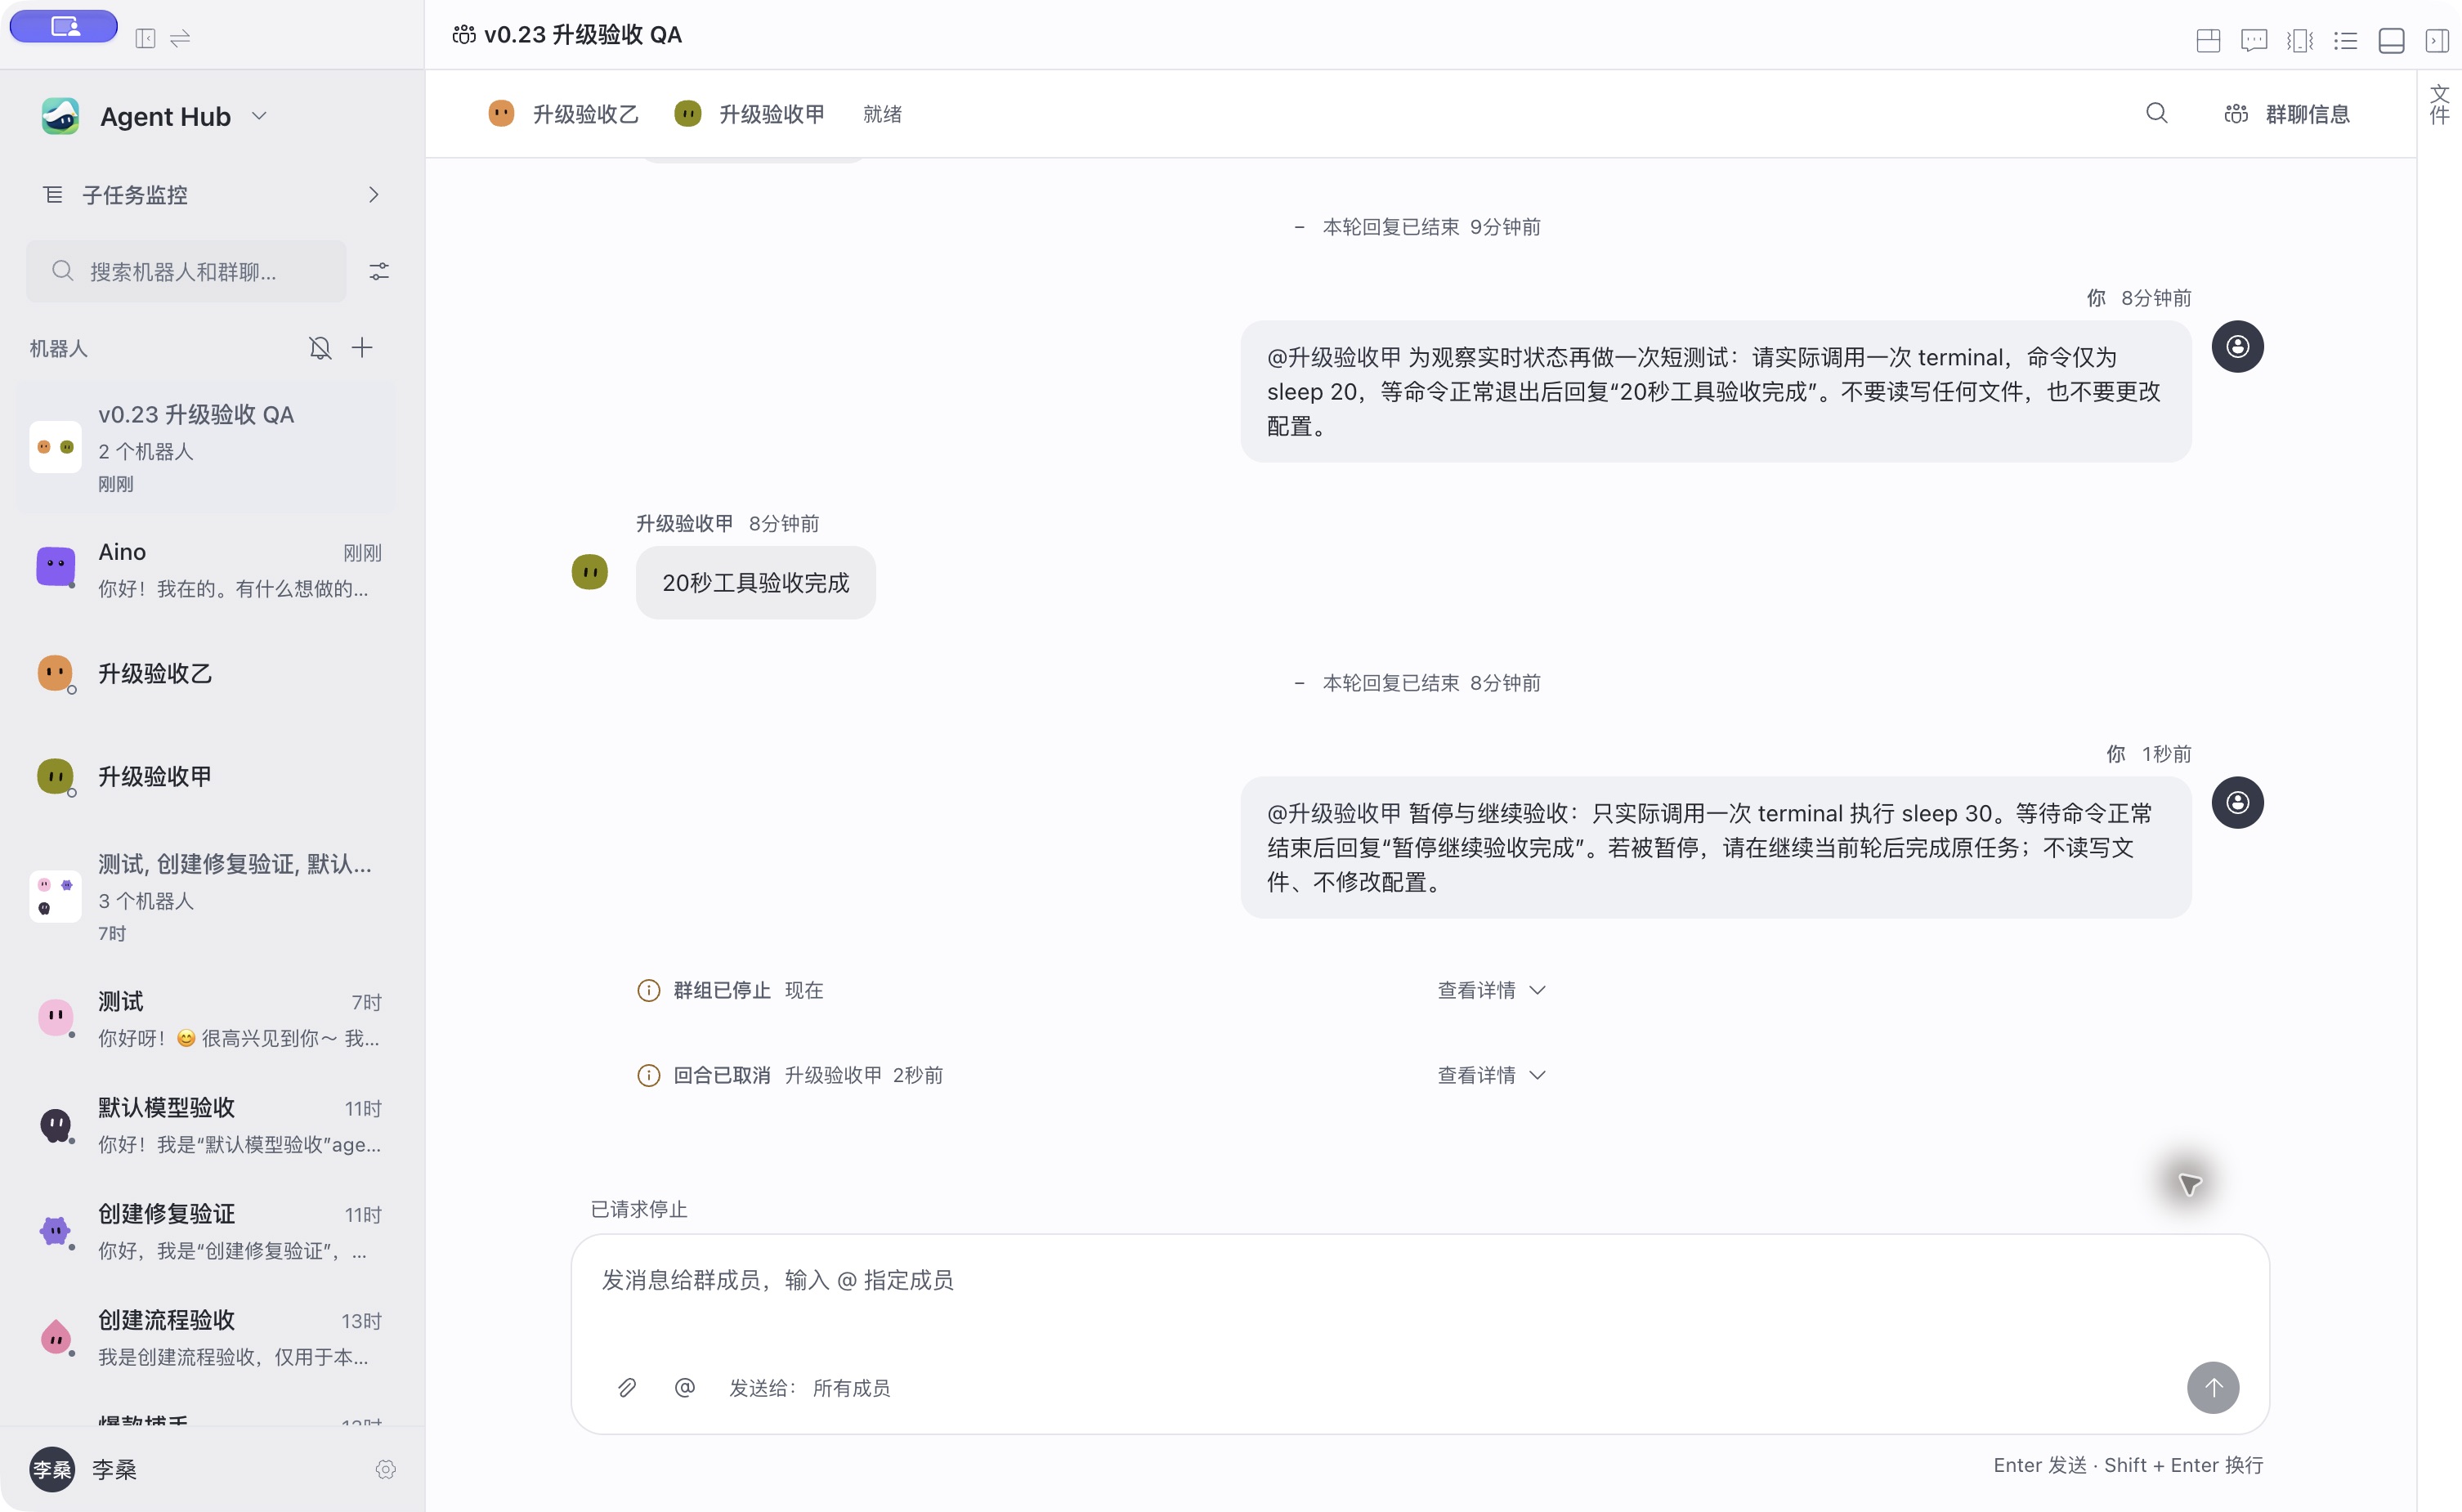 v0.23 升级验收 QA
Agent Hub
子任务监控
搜索机器人和群聊...
机器人
v0.23 升级验收 QA
2 个机器人
刚刚
Aino 刚刚
你好！我在的。有什么想做的...
升级验收乙
升级验收甲
测试, 创建修复验证, 默认...
3 个机器人
7时
测试 7时
你好呀！😊 很高兴见到你～ 我...
默认模型验收 11时
你好！我是“默认模型验收”age...
创建修复验证 11时
你好，我是“创建修复验证”，...
创建流程验收 13时
我是创建流程验收，仅用于本...
李桑 李桑
升级验收乙 升级验收甲 就绪 群聊信息
文件
– 本轮回复已结束 9分钟前
你 8分钟前
@升级验收甲 为观察实时状态再做一次短测试：请实际调用一次 terminal，命令仅为
sleep 20，等命令正常退出后回复“20秒工具验收完成”。不要读写任何文件，也不要更改
配置。
升级验收甲 8分钟前
20秒工具验收完成
– 本轮回复已结束 8分钟前
你 1秒前
@升级验收甲 暂停与继续验收：只实际调用一次 terminal 执行 sleep 30。等待命令正常
结束后回复“暂停继续验收完成”。若被暂停，请在继续当前轮后完成原任务；不读写文
件、不修改配置。
群组已停止 现在 查看详情
回合已取消 升级验收甲 2秒前 查看详情
已请求停止
发消息给群成员，输入 @ 指定成员
@ 发送给： 所有成员
Enter 发送 · Shift + Enter 换行